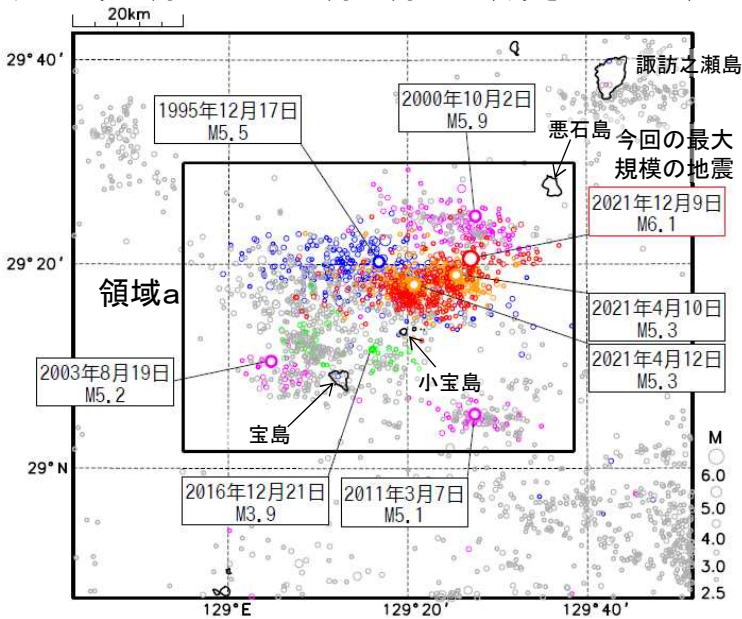 20km
29°40'
諏訪之瀬島
1995年12月17日
M5.5
2000年10月2日
M5.9
悪石島
今回の最大
規模の地震
2021年12月9日
M6.1
29°20'
領域a
2021年4月10日
M5.3
2021年4月12日
M5.3
2003年8月19日
M5.2
小宝島
宝島
29°N
2016年12月21日
M3.9
2011年3月7日
M5.1
M
6.0
5.0
4.0
3.0
2.5
129°E
129°20'
129°40'